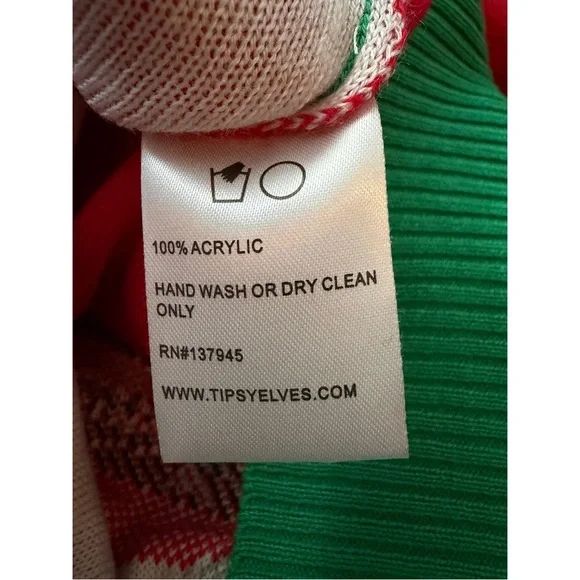 100% ACRYLIC
HAND WASH OR DRY CLEAN
ONLY
RN#137945
WWW.TIPSYELVES.COM